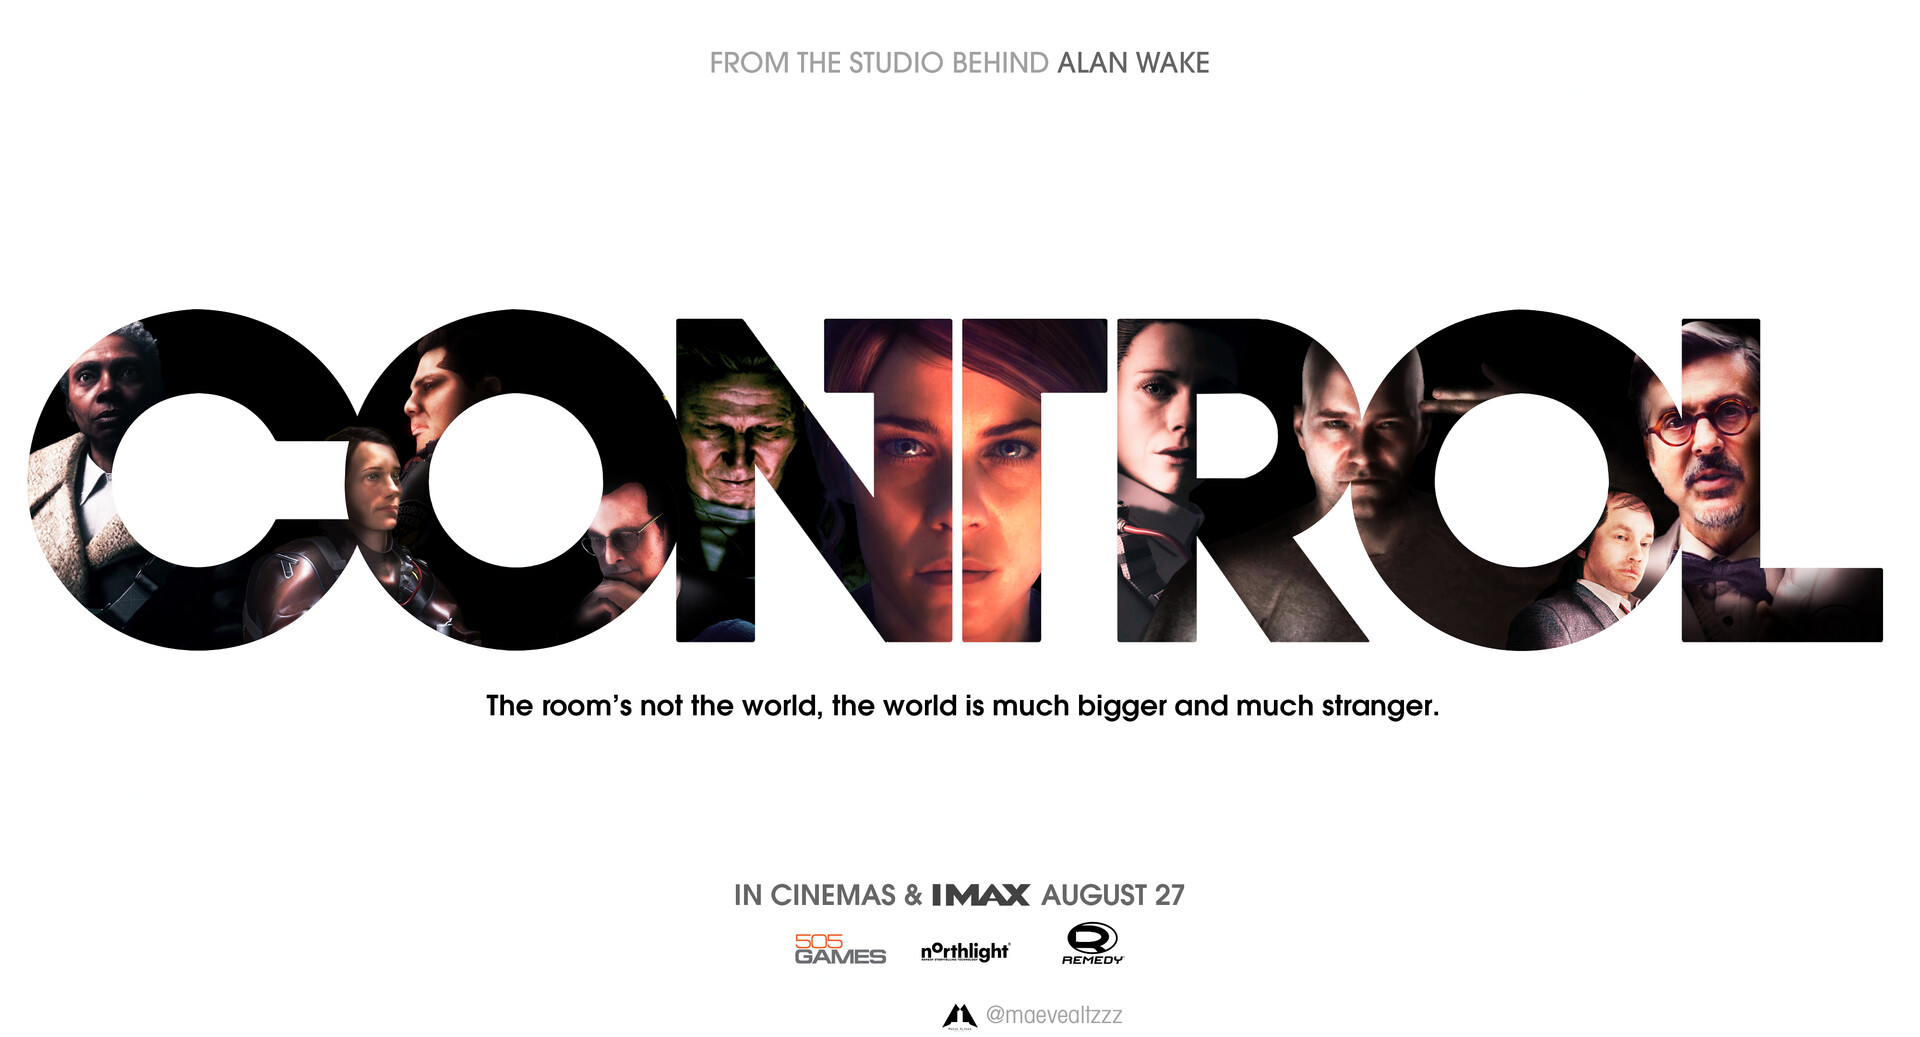 FROM THE STUDIO BEHIND ALAN WAKE
CONTROL
The room's not the world, the world is much bigger and much stranger.
IN CINEMAS & IMAX AUGUST 27
505 GAMES
northlight
REMEDY
@maevealtzzz